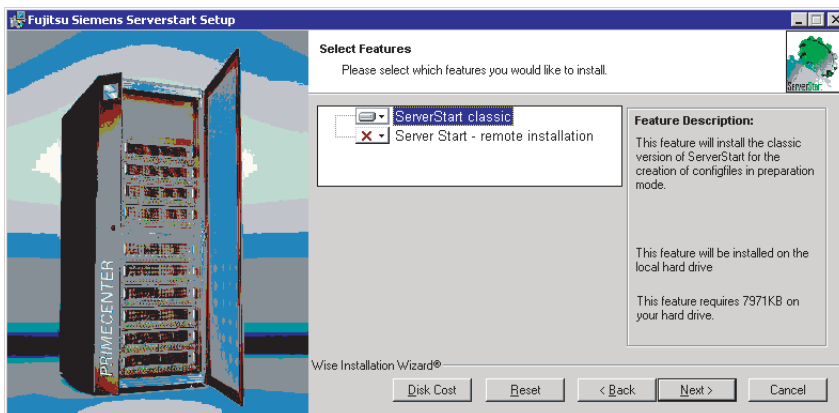 Fujitsu Siemens Serverstart Setup
Select Features
Please select which features you would like to install.
ServerStart
ServerStart classic
Server Start - remote installation
Feature Description:
This feature will install the classic
version of ServerStart for the
creation of configfiles in preparation
mode.
This feature will be installed on the
local hard drive
This feature requires 7971KB on
your hard drive.
PRIMECENTER
Wise Installation Wizard®
Disk Cost
Reset
< Back
Next >
Cancel